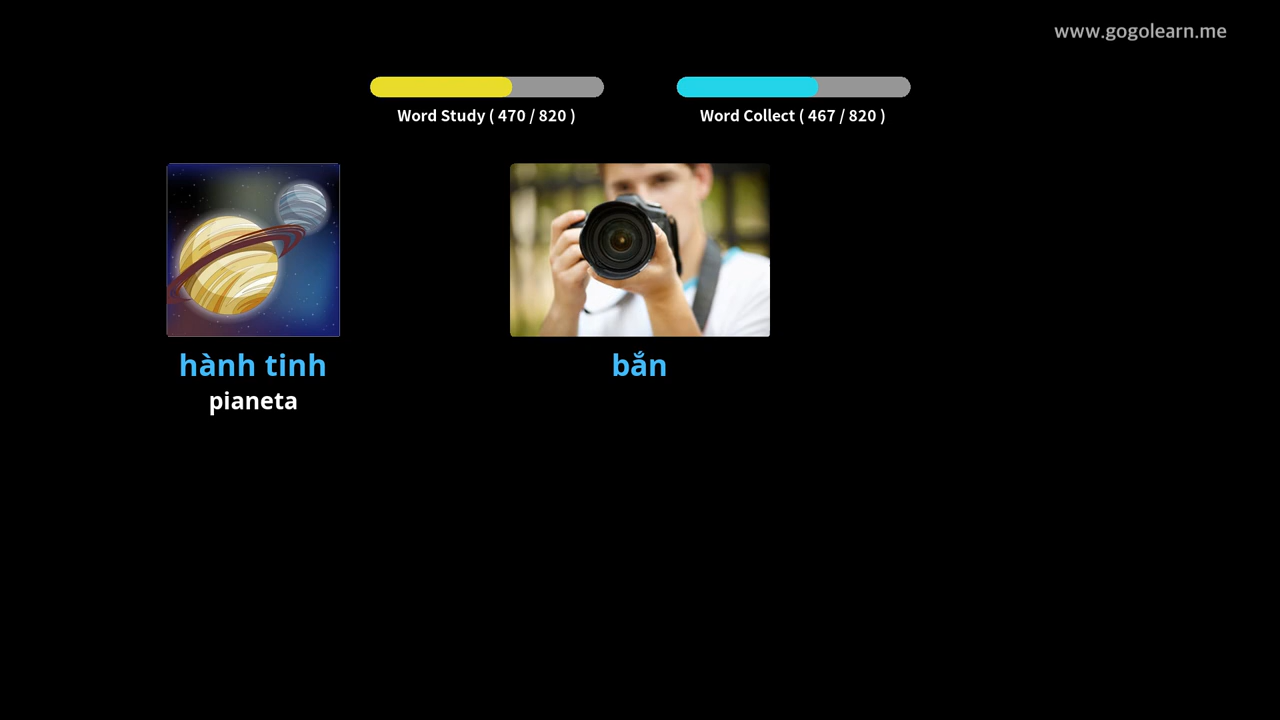 www.gogolearn.me
Word Study ( 470 / 820 )
Word Collect ( 467 / 820 )
hành tinh
pianeta
bắn